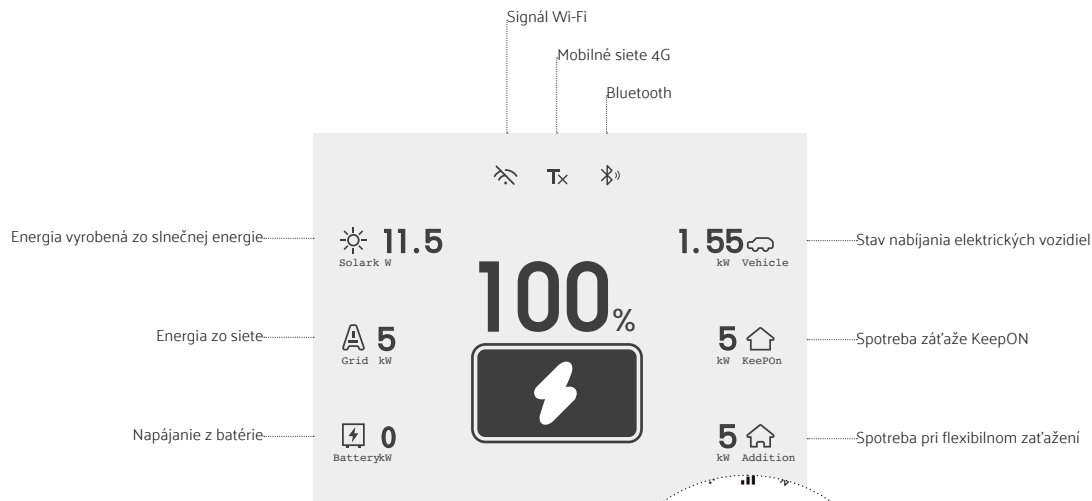 Signál Wi-Fi
Mobilné siete 4G
Bluetooth
Tx
Energia vyrobená zo slnečnej energie
11.5
Solark W
1.55
kW Vehicle
Stav nabíjania elektrických vozidiel
100%
Energia zo siete
5
Grid kW
5
kW KeePOn
Spotreba záťaže KeepON
Napájanie z batérie
0
BatterykW
5
kW Addition
Spotreba pri flexibilnom zaťažení